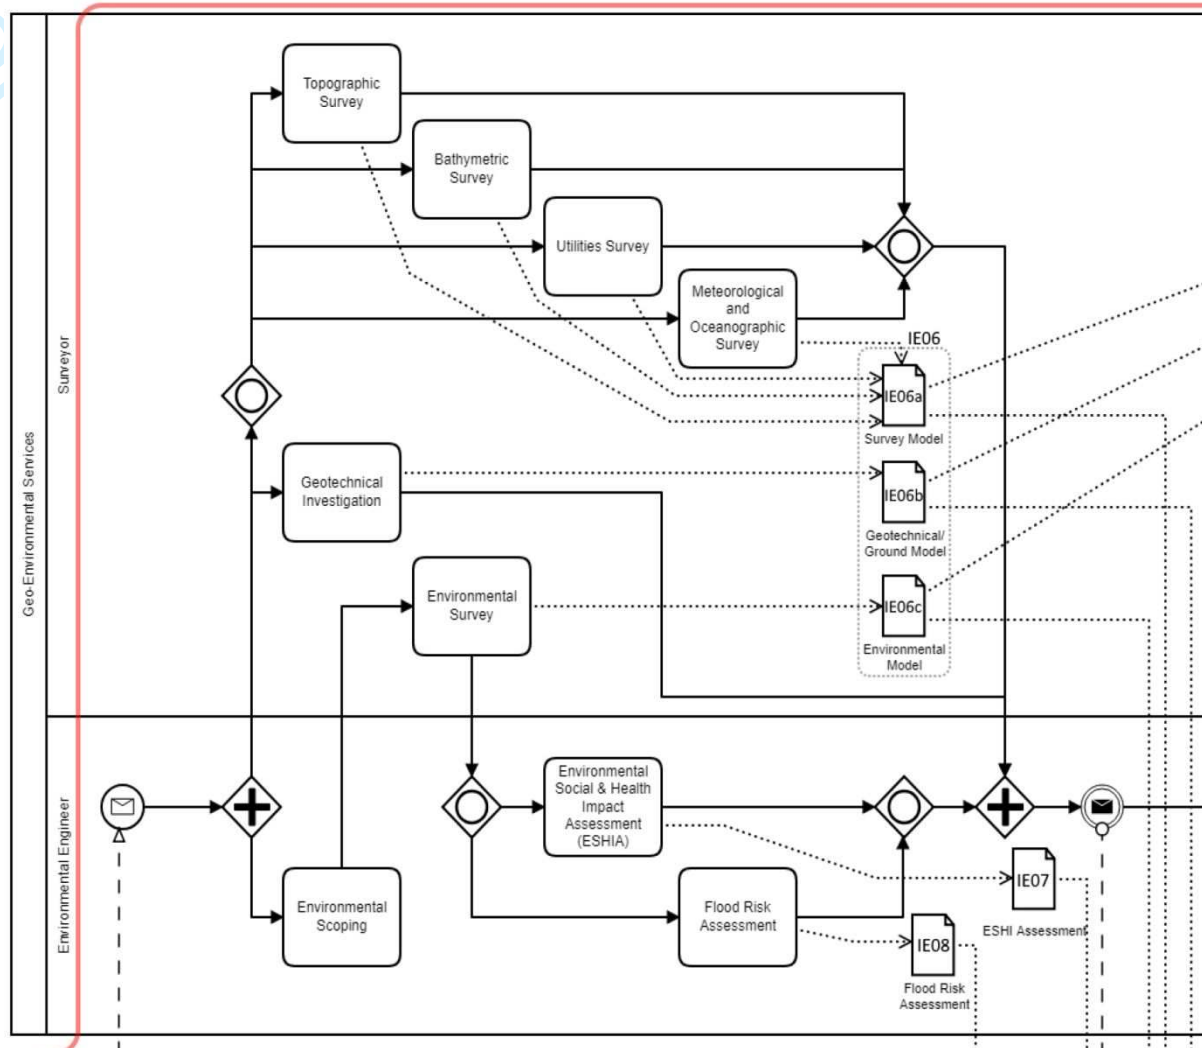 Geo-Environmental Services
Surveyor
Environmental Engineer
Topographic
Survey
Bathymetric
Survey
Utilities Survey
Meteorological
and
Oceanographic
Survey
IE06
IE06a
Survey Model
Geotechnical
Investigation
IE06b
Geotechnical/
Ground Model
Environmental
Survey
IE06c
Environmental
Model
Environmental
Social & Health
Impact
Assessment
(ESHIA)
Environmental
Scoping
Flood Risk
Assessment
IE07
ESHI Assessment
IE08
Flood Risk
Assessment